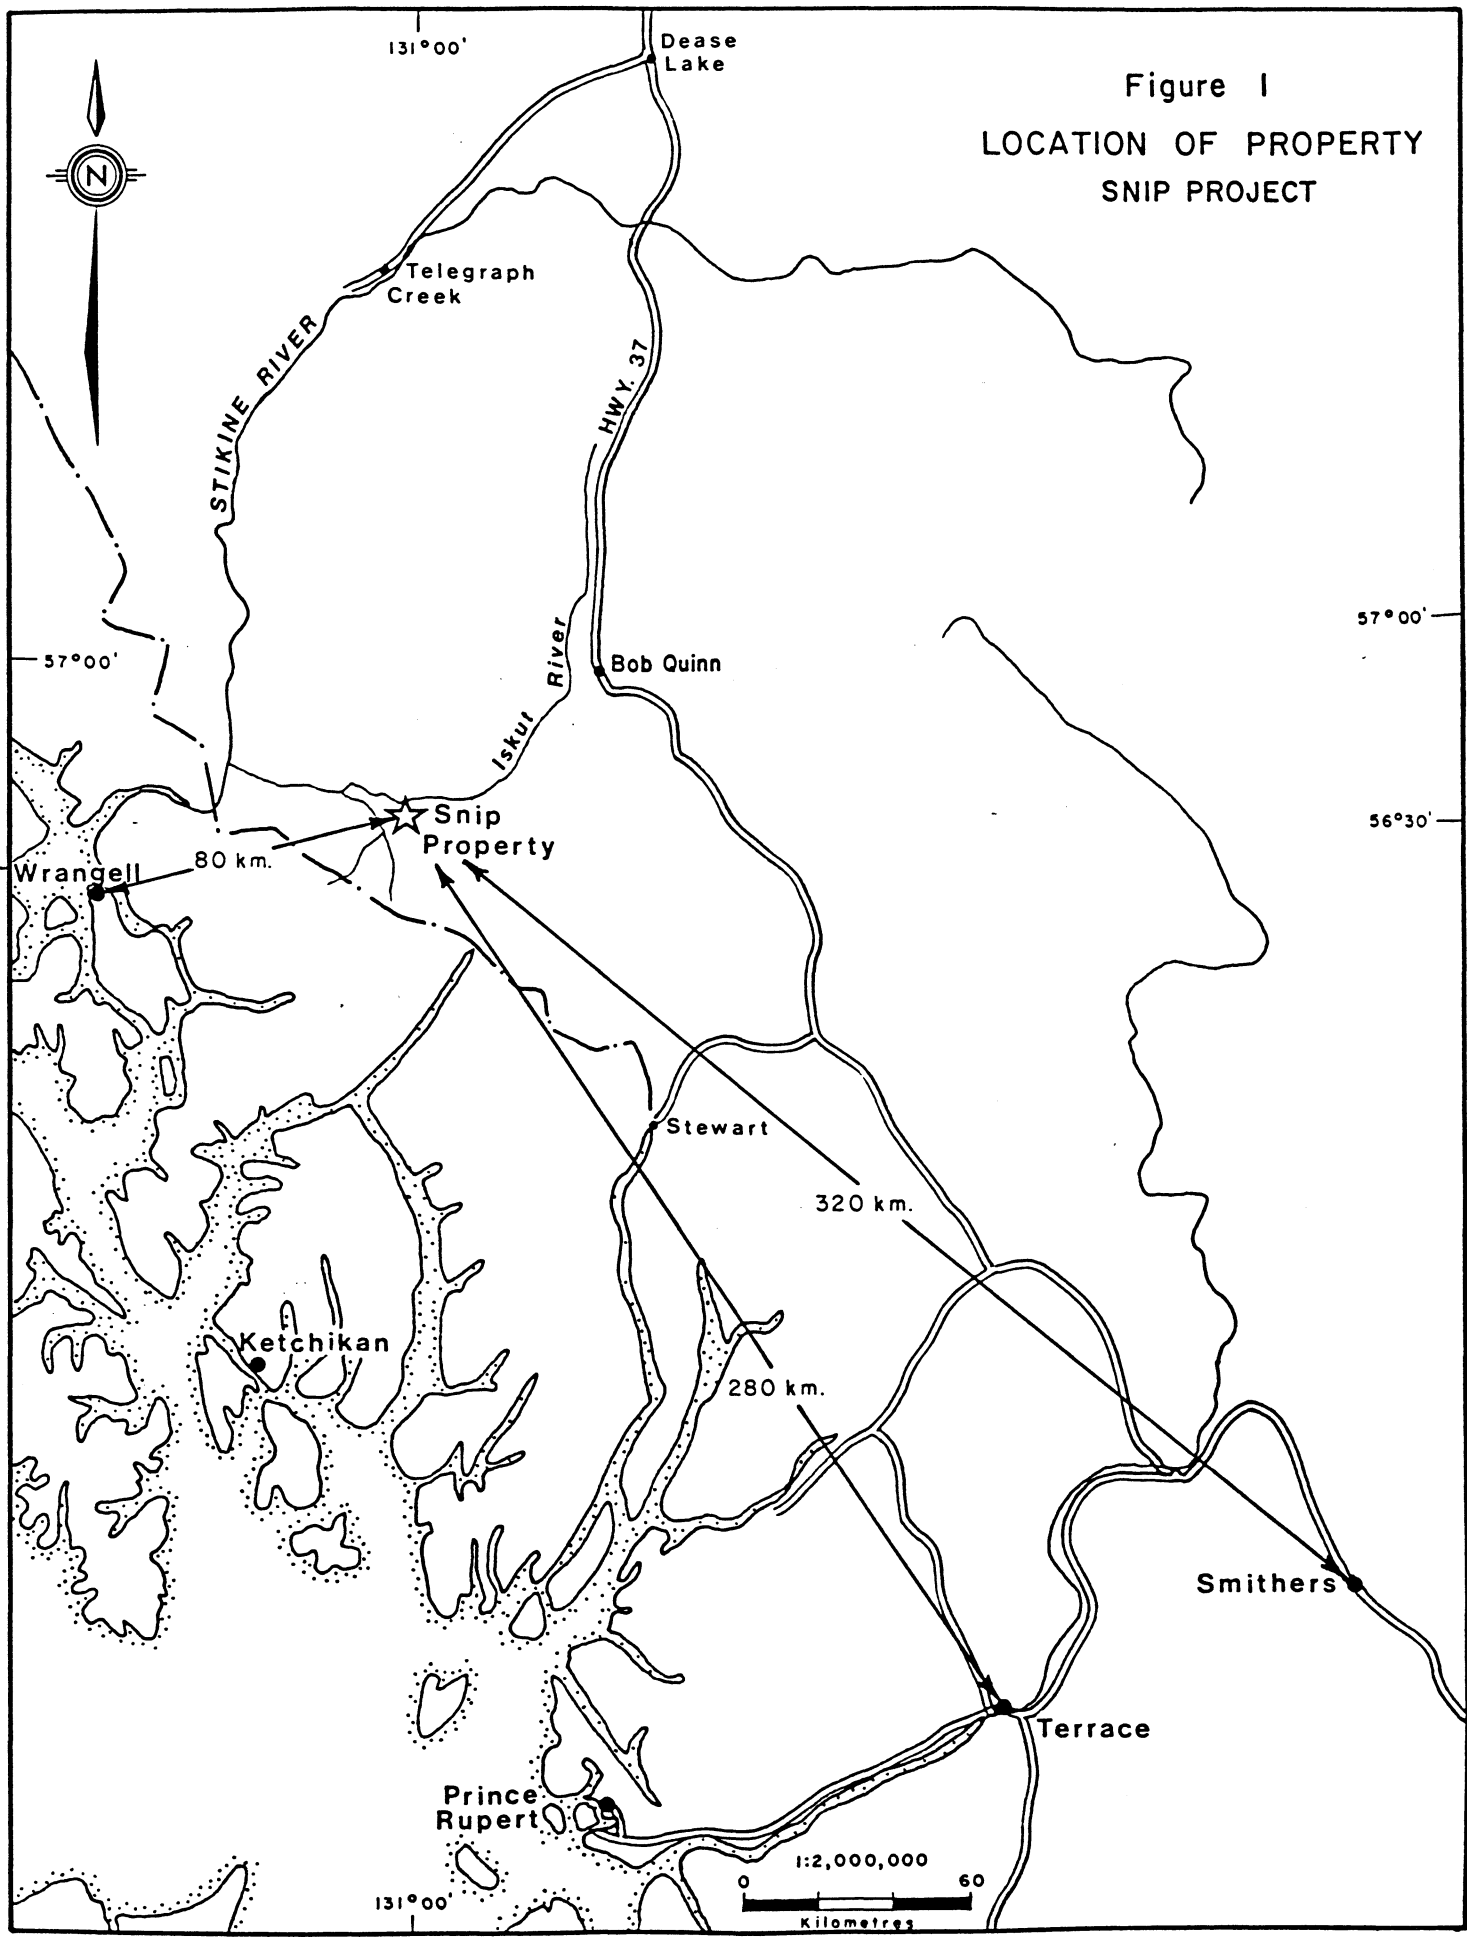 131°00'
Dease
Lake
Figure 1
LOCATION OF PROPERTY
SNIP PROJECT
N
Telegraph
Creek
STIKINE RIVER
HWY. 37
57°00'
57°00'
Iskut River
Bob Quinn
Snip
Property
56°30'
80 km.
Wrangell
Stewart
320 km.
Ketchikan
280 km.
Smithers
Terrace
Prince
Rupert
1:2,000,000
0 60
Kilometres
131°00'